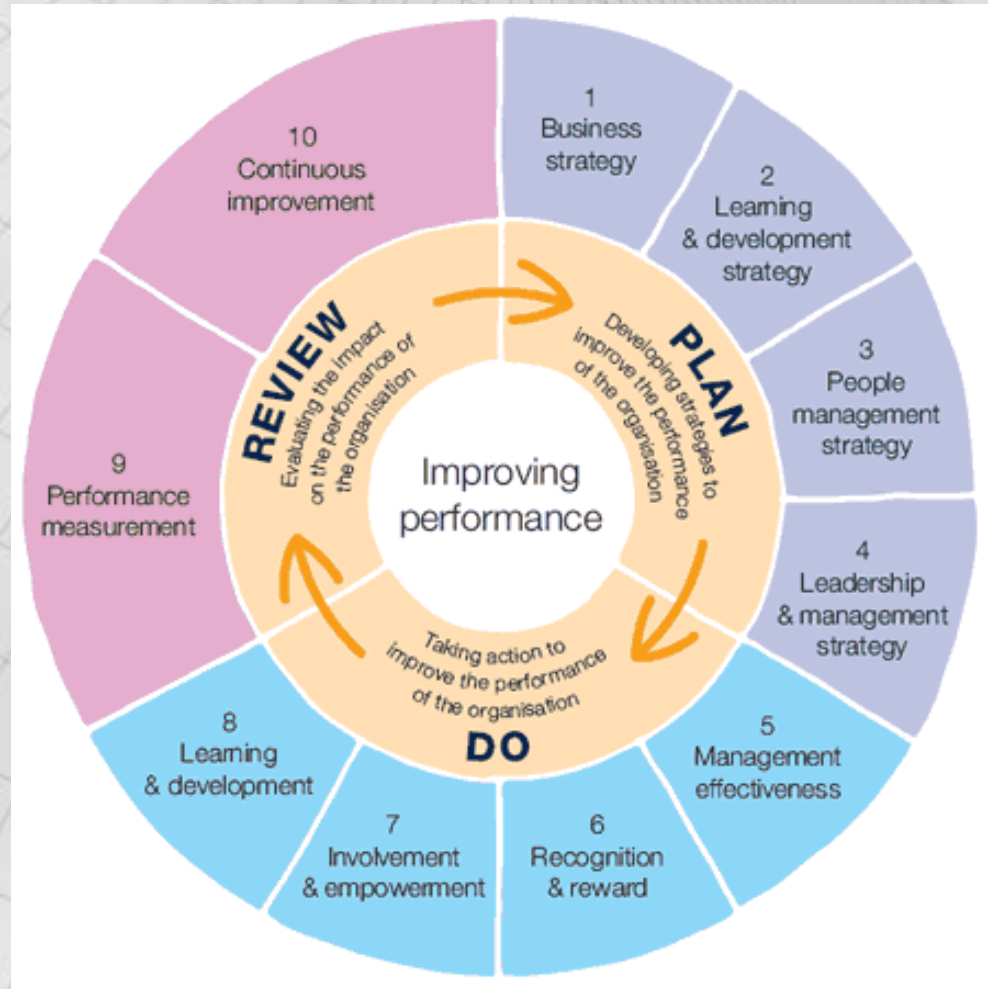 1
Business
strategy
2
Learning
& development
strategy
3
People
management
strategy
4
Leadership
& management
strategy
5
Management
effectiveness
6
Recognition
& reward
7
Involvement
& empowerment
8
Learning
& development
9
Performance
measurement
10
Continuous
improvement
PLAN
Developing strategies to
improve the performance
of the organisation
DO
Taking action to
improve the performance
of the organisation
REVIEW
Evaluating the impact
on the performance of
the organisation
Improving
performance